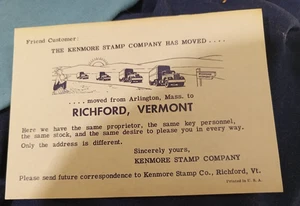 Friend Customer:
THE KENMORE STAMP COMPANY HAS MOVED ....
.... moved from Arlington, Mass. to
RICHFORD, VERMONT
Here we have the same proprietor, the same key personnel,
the same stock, and the same desire to please you in every way.
Only the address is different.
Sincerely yours,
KENMORE STAMP COMPANY
Please send future correspondence to Kenmore Stamp Co., Richford, Vt.
Printed in U. S. A.